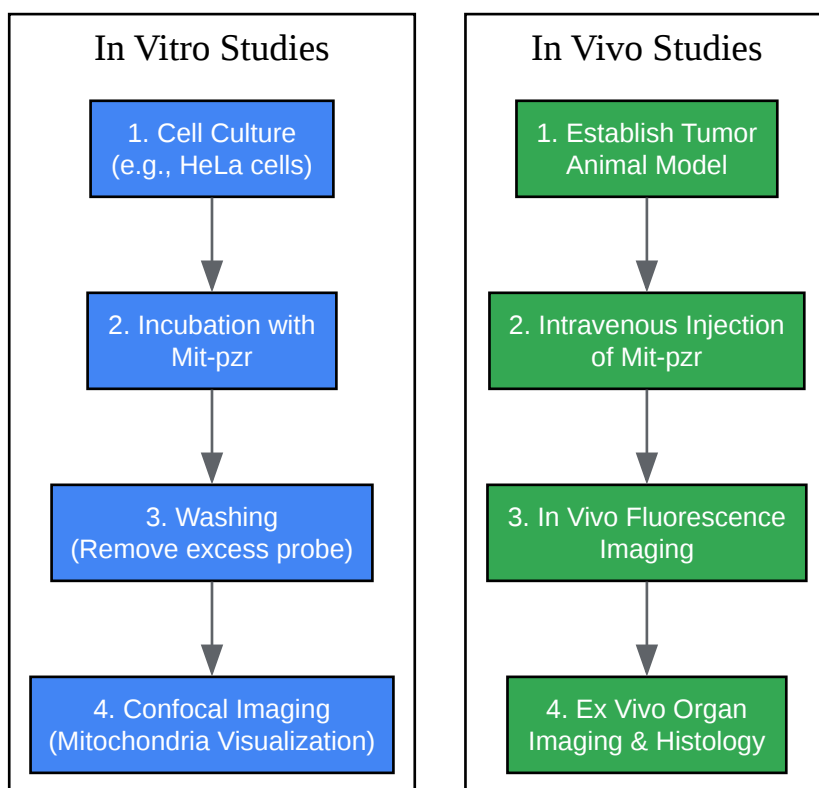 In Vitro Studies
1. Cell Culture
(e.g., HeLa cells)
2. Incubation with
Mit-pzr
3. Washing
(Remove excess probe)
4. Confocal Imaging
(Mitochondria Visualization)
In Vivo Studies
1. Establish Tumor
Animal Model
2. Intravenous Injection
of Mit-pzr
3. In Vivo Fluorescence
Imaging
4. Ex Vivo Organ
Imaging & Histology